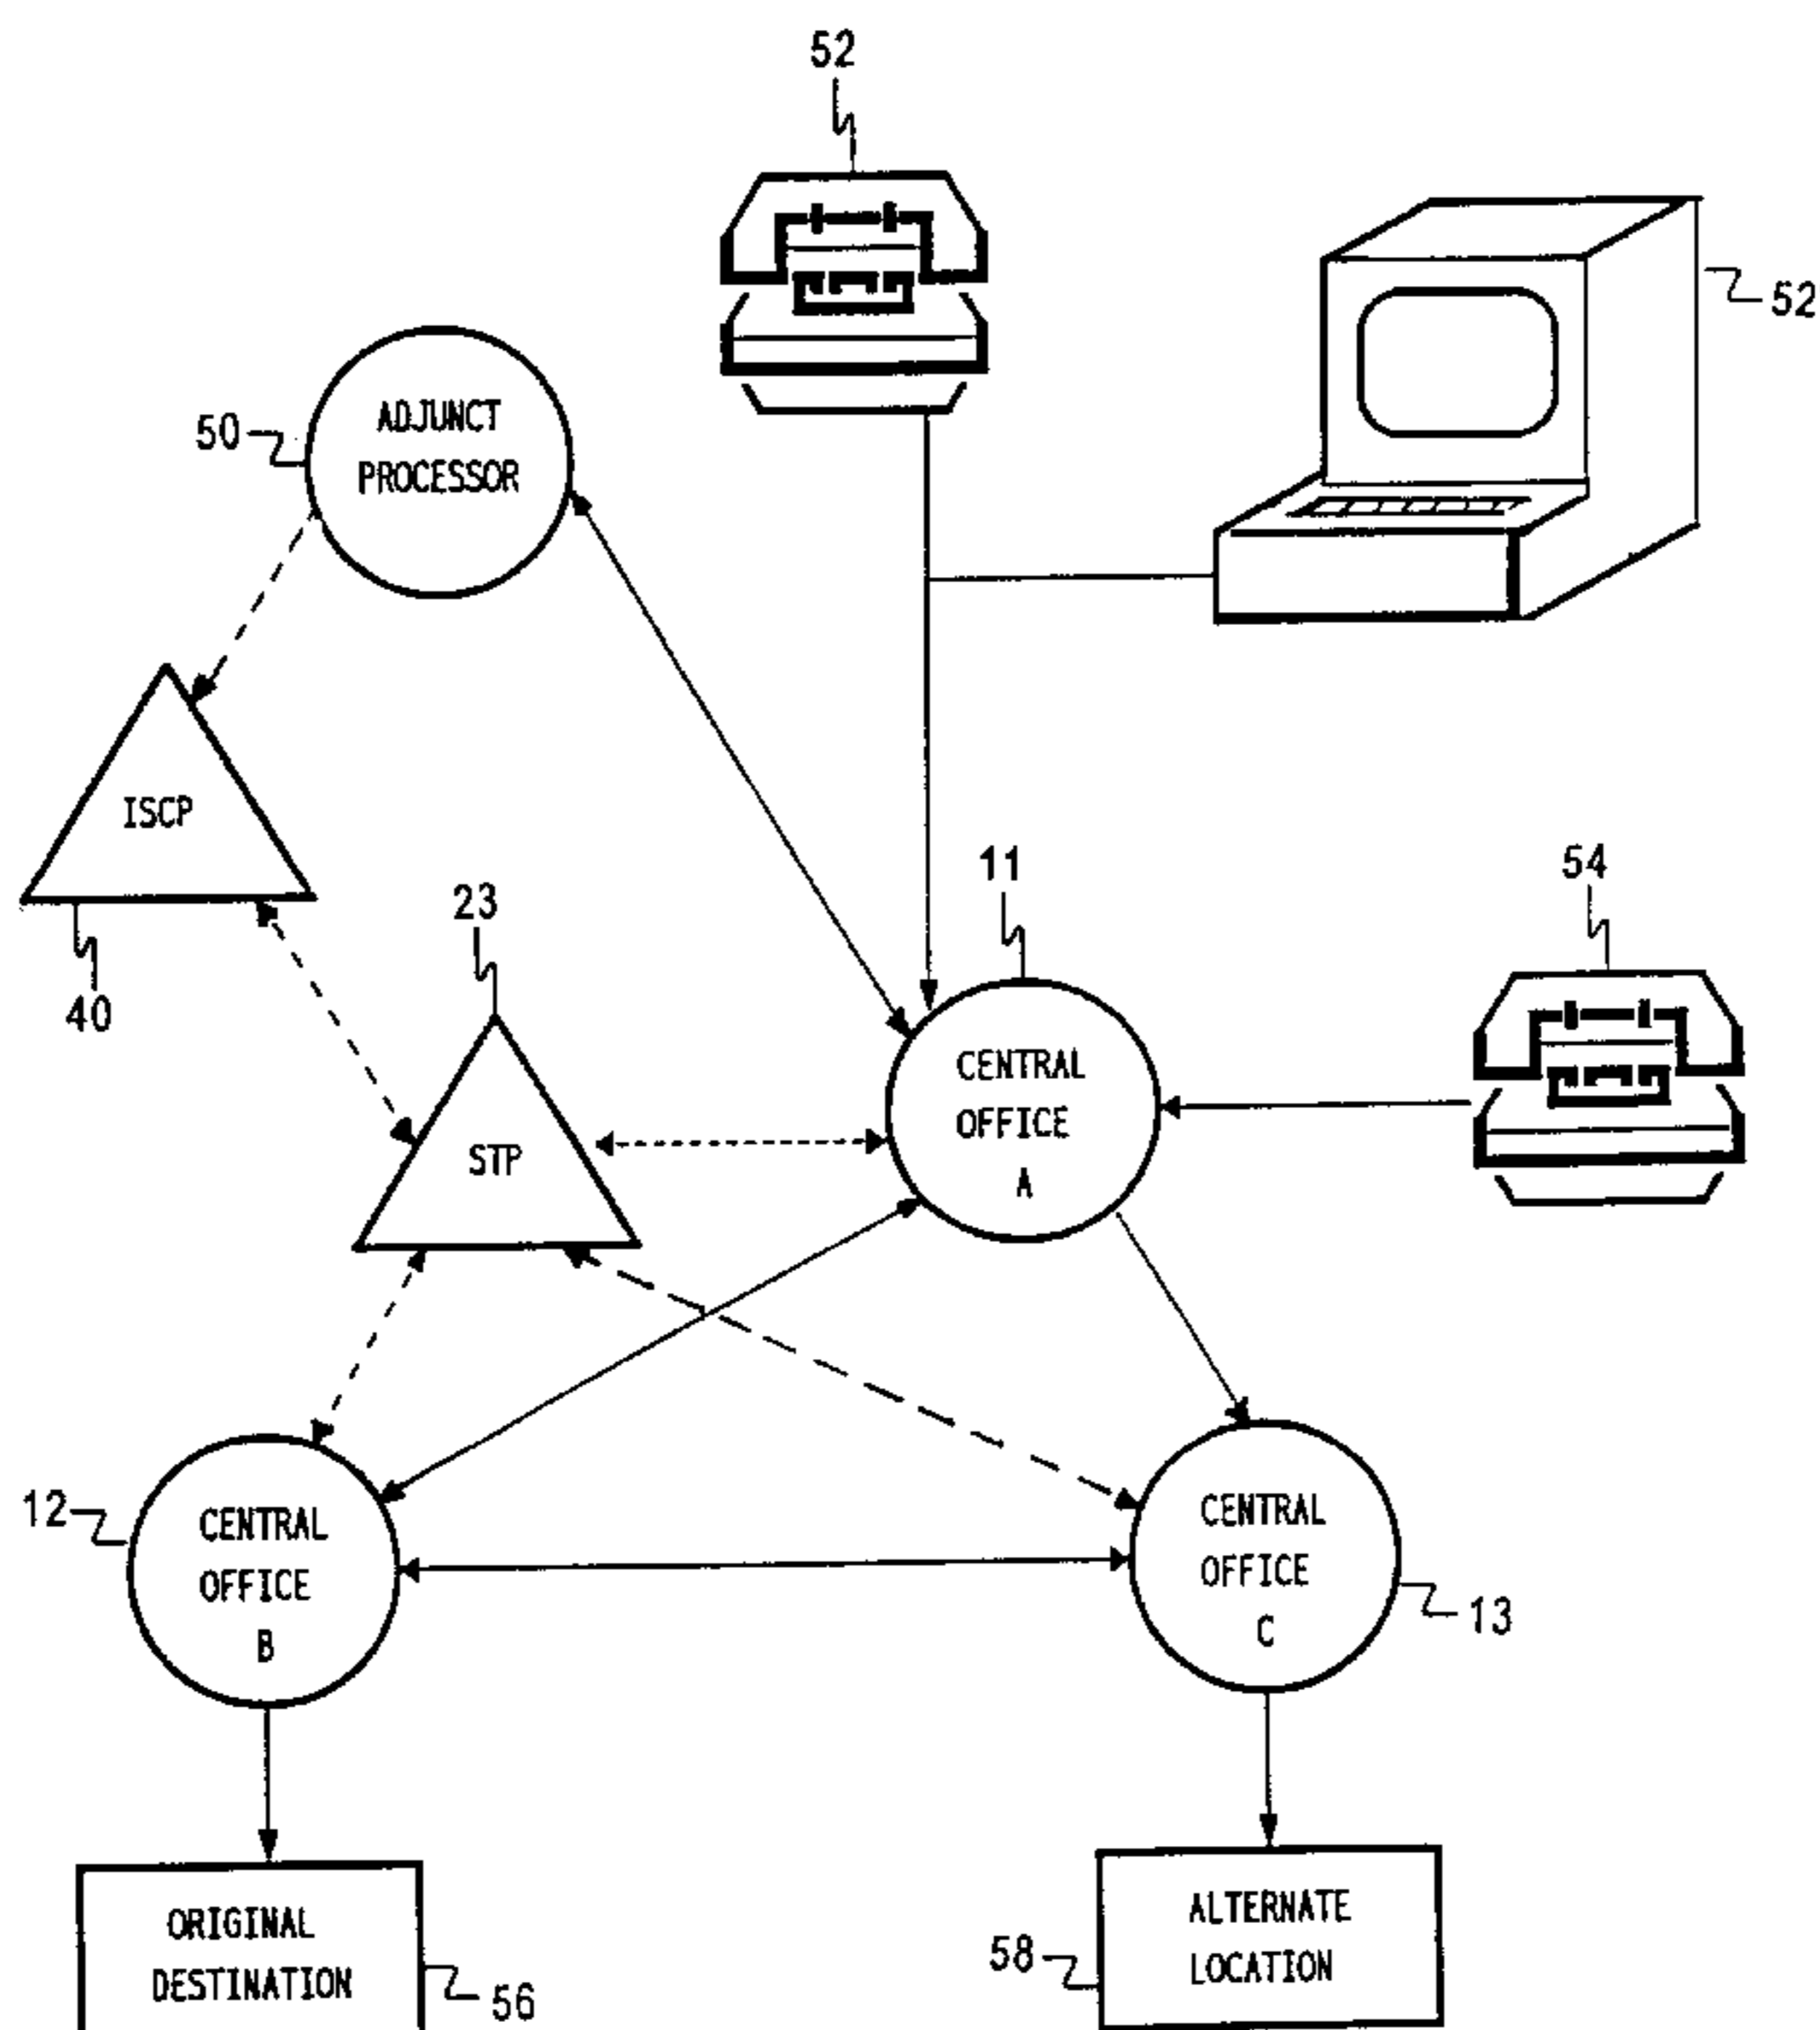 52
52
50
ADJUNCT
PROCESSOR
ISCP
40
23
STP
11
CENTRAL
OFFICE
A
54
12
CENTRAL
OFFICE
B
CENTRAL
OFFICE
C
13
ORIGINAL
DESTINATION
56
58
ALTERNATE
LOCATION